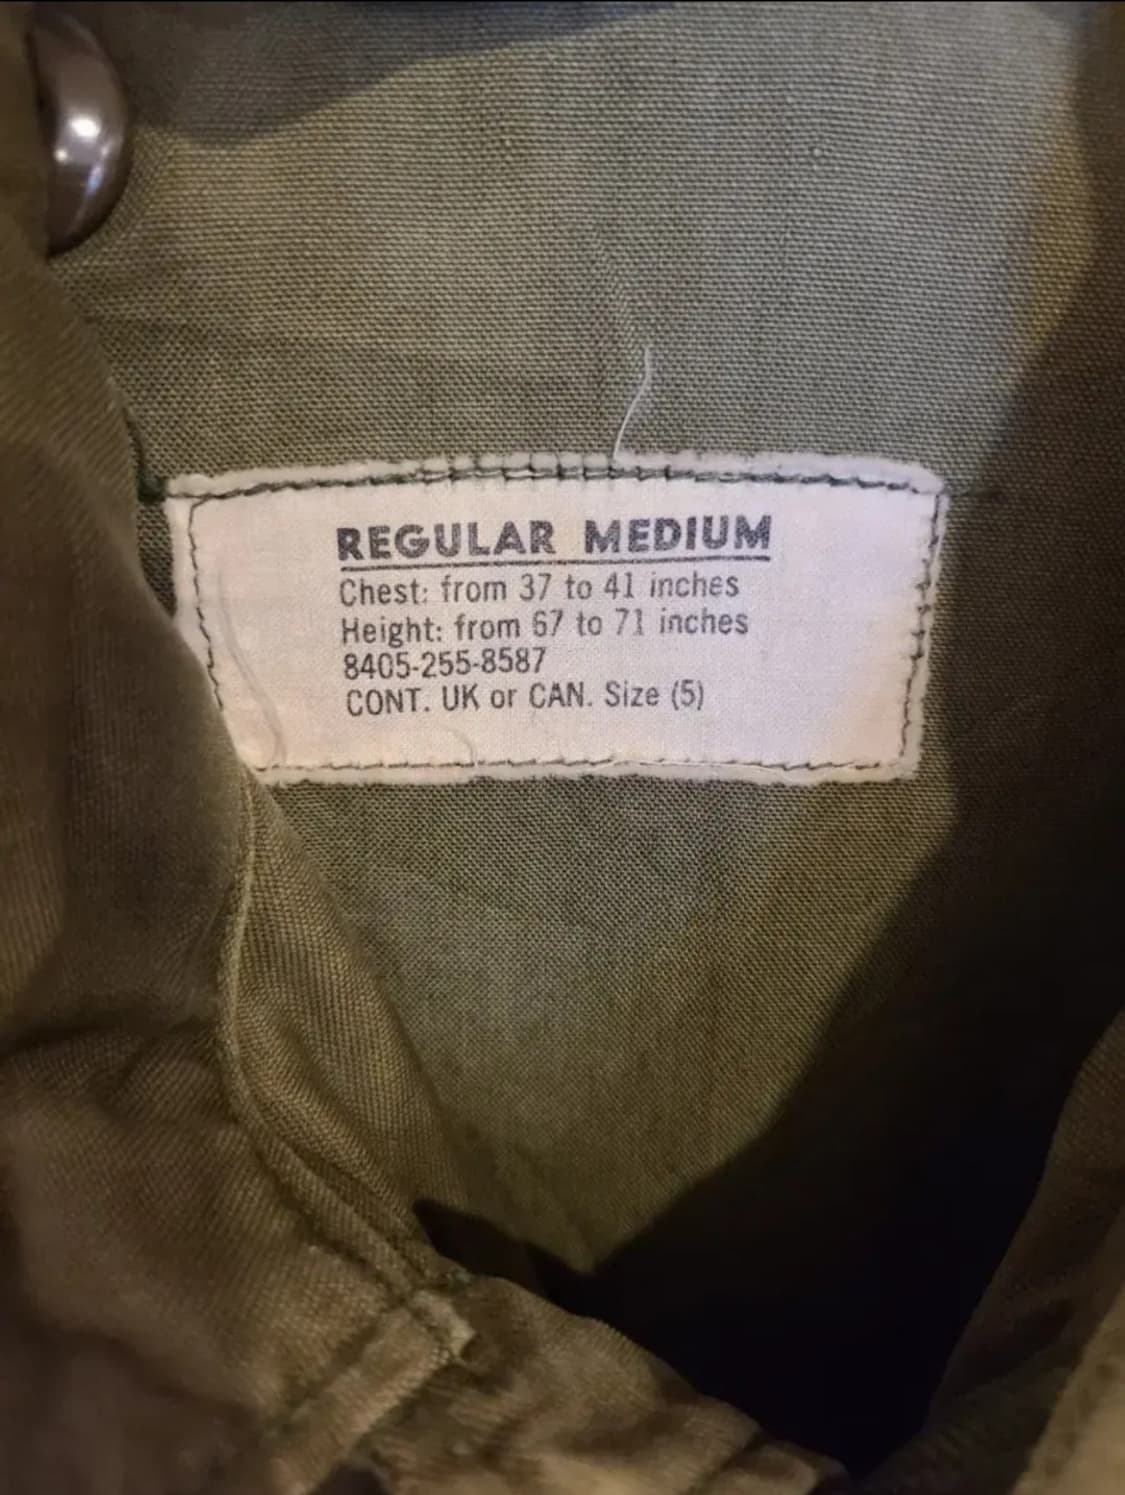 REGULAR MEDIUM
Chest: from 37 to 41 inches
Height: from 67 to 71 inches
8405-255-8587
CONT. UK or CAN. Size (5)